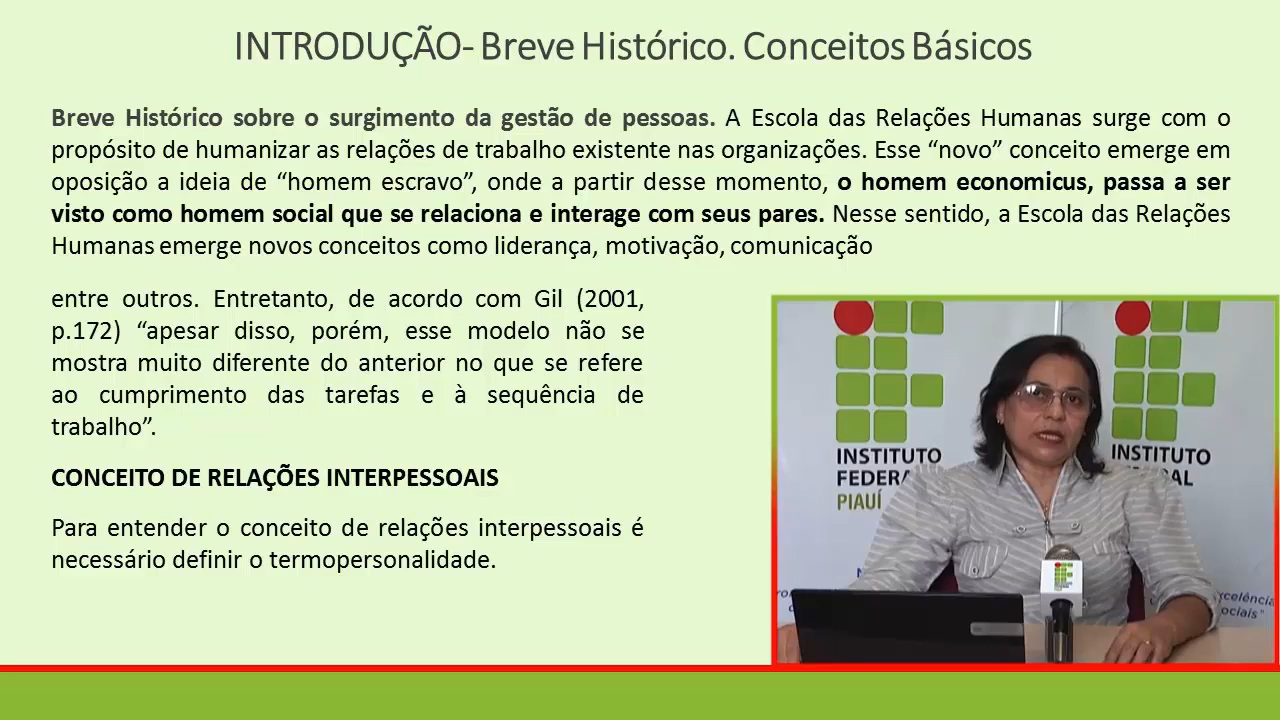 INTRODUÇÃO- Breve Histórico. Conceitos Básicos
Breve Histórico sobre o surgimento da gestão de pessoas. A Escola das Relações Humanas surge com o
propósito de humanizar as relações de trabalho existente nas organizações. Esse “novo” conceito emerge em
oposição a ideia de “homem escravo”, onde a partir desse momento, o homem economicus, passa a ser
visto como homem social que se relaciona e interage com seus pares. Nesse sentido, a Escola das Relações
Humanas emerge novos conceitos como liderança, motivação, comunicação
entre outros. Entretanto, de acordo com Gil (2001,
p.172) “apesar disso, porém, esse modelo não se
mostra muito diferente do anterior no que se refere
ao cumprimento das tarefas e à sequência de
trabalho”.
CONCEITO DE RELAÇÕES INTERPESSOAIS
Para entender o conceito de relações interpessoais é
necessário definir o termopersonalidade.
INSTITUTO
FEDERA
PIAUÍ
INSTITUTO
RAL
xcelência
ociais"